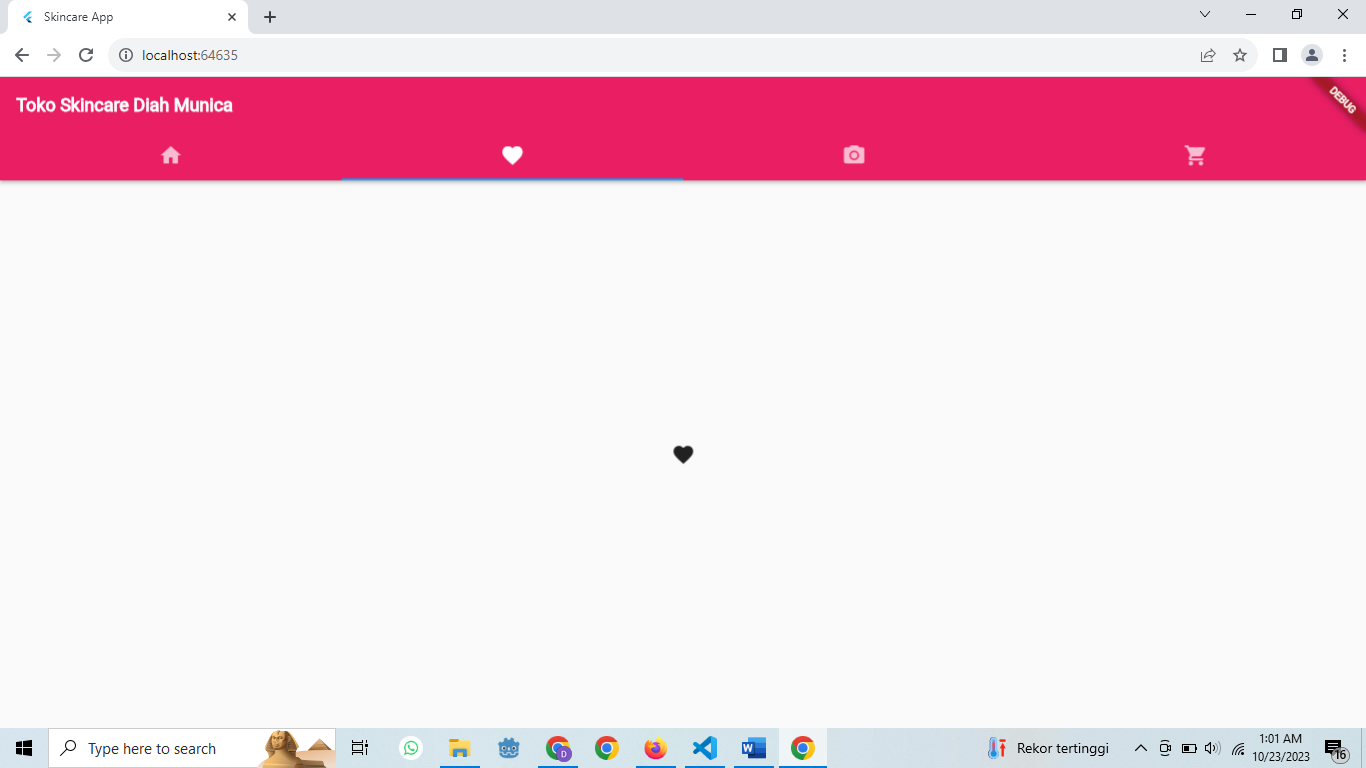 Skincare App
localhost:64635
Toko Skincare Diah Munica
DEBUG
Type here to search
D
Rekor tertinggi
1:01 AM
10/23/2023
16